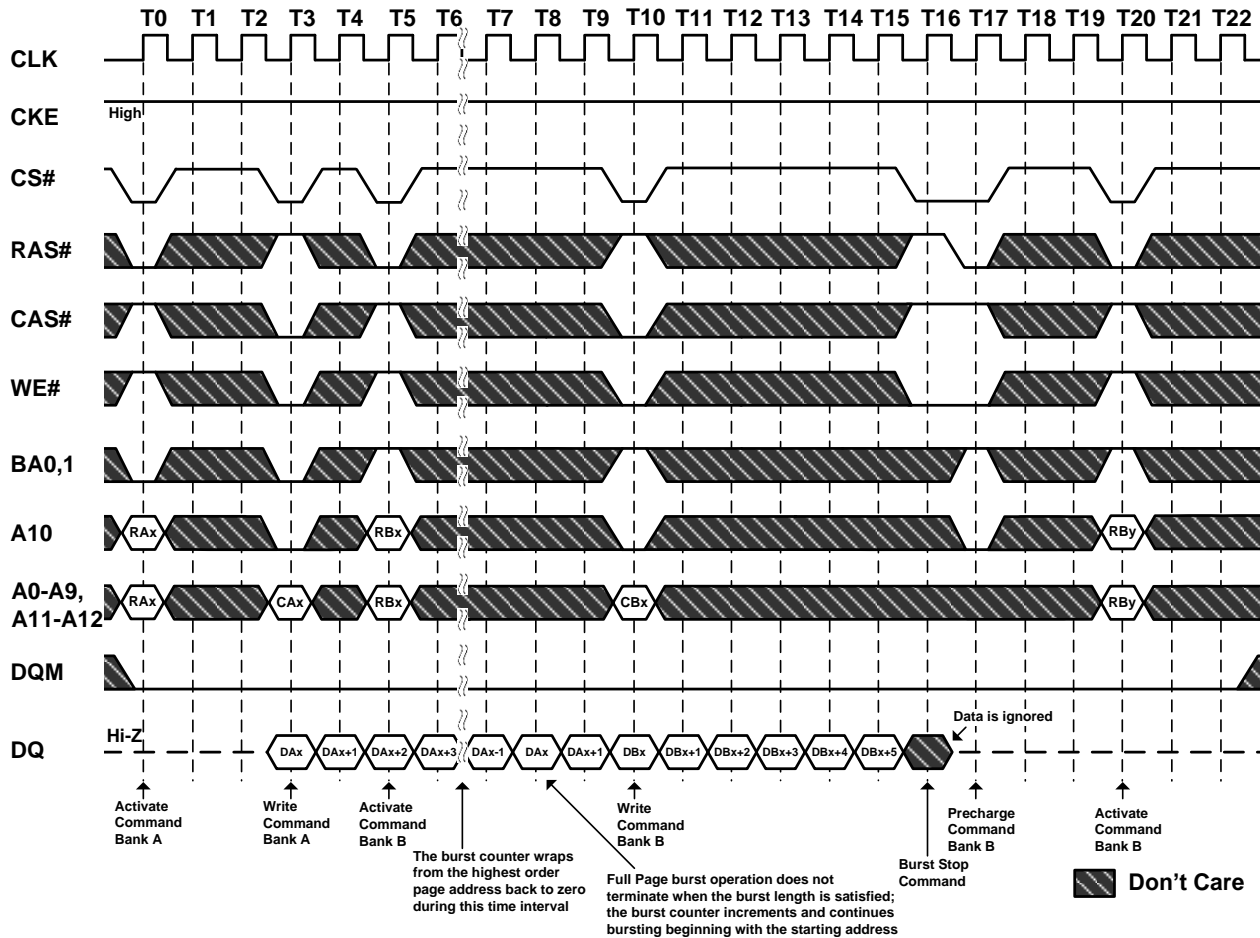 T0 T1 T2 T3 T4 T5 T6 T7 T8 T9 T10 T11 T12 T13 T14 T15 T16 T17 T18 T19 T20 T21 T22
CLK
CKE
High
CS#
RAS#
CAS#
WE#
BA0,1
A10
RAx
RBx
RBy
A0-A9,
A11-A12
RAx
CAx
RBx
CBx
RBy
DQM
DQ
Hi-Z
DAx DAx+1 DAx+2 DAx+3 DAx-1 DAx DAx+1 DBx DBx+1 DBx+2 DBx+3 DBx+4 DBx+5
Data is ignored
Activate
Command
Bank A
Write
Command
Bank A
Activate
Command
Bank B
The burst counter wraps
from the highest order
page address back to zero
during this time interval
Full Page burst operation does not
terminate when the burst length is satisfied;
the burst counter increments and continues
bursting beginning with the starting address
Write
Command
Bank B
Burst Stop
Command
Precharge
Command
Bank B
Activate
Command
Bank B
Don't Care